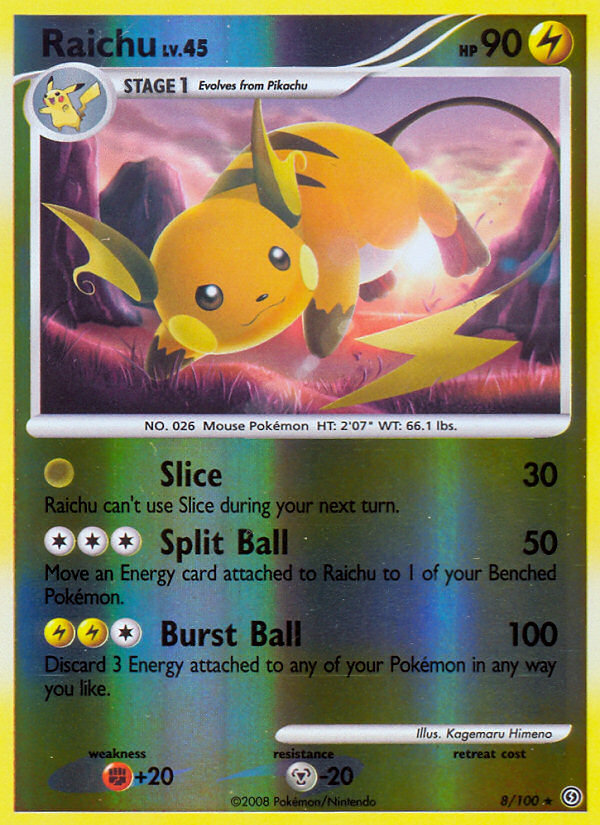 Raichu LV.45 HP 90
STAGE 1 Evolves from Pikachu
NO. 026 Mouse Pokémon HT: 2'07" WT: 66.1 lbs.
Slice 30
Raichu can't use Slice during your next turn.
Split Ball 50
Move an Energy card attached to Raichu to 1 of your Benched
Pokémon.
Burst Ball 100
Discard 3 Energy attached to any of your Pokémon in any way
you like.
Illus. Kagemaru Himeno
weakness resistance retreat cost
+20 -20
©2008 Pokémon/Nintendo 8/100